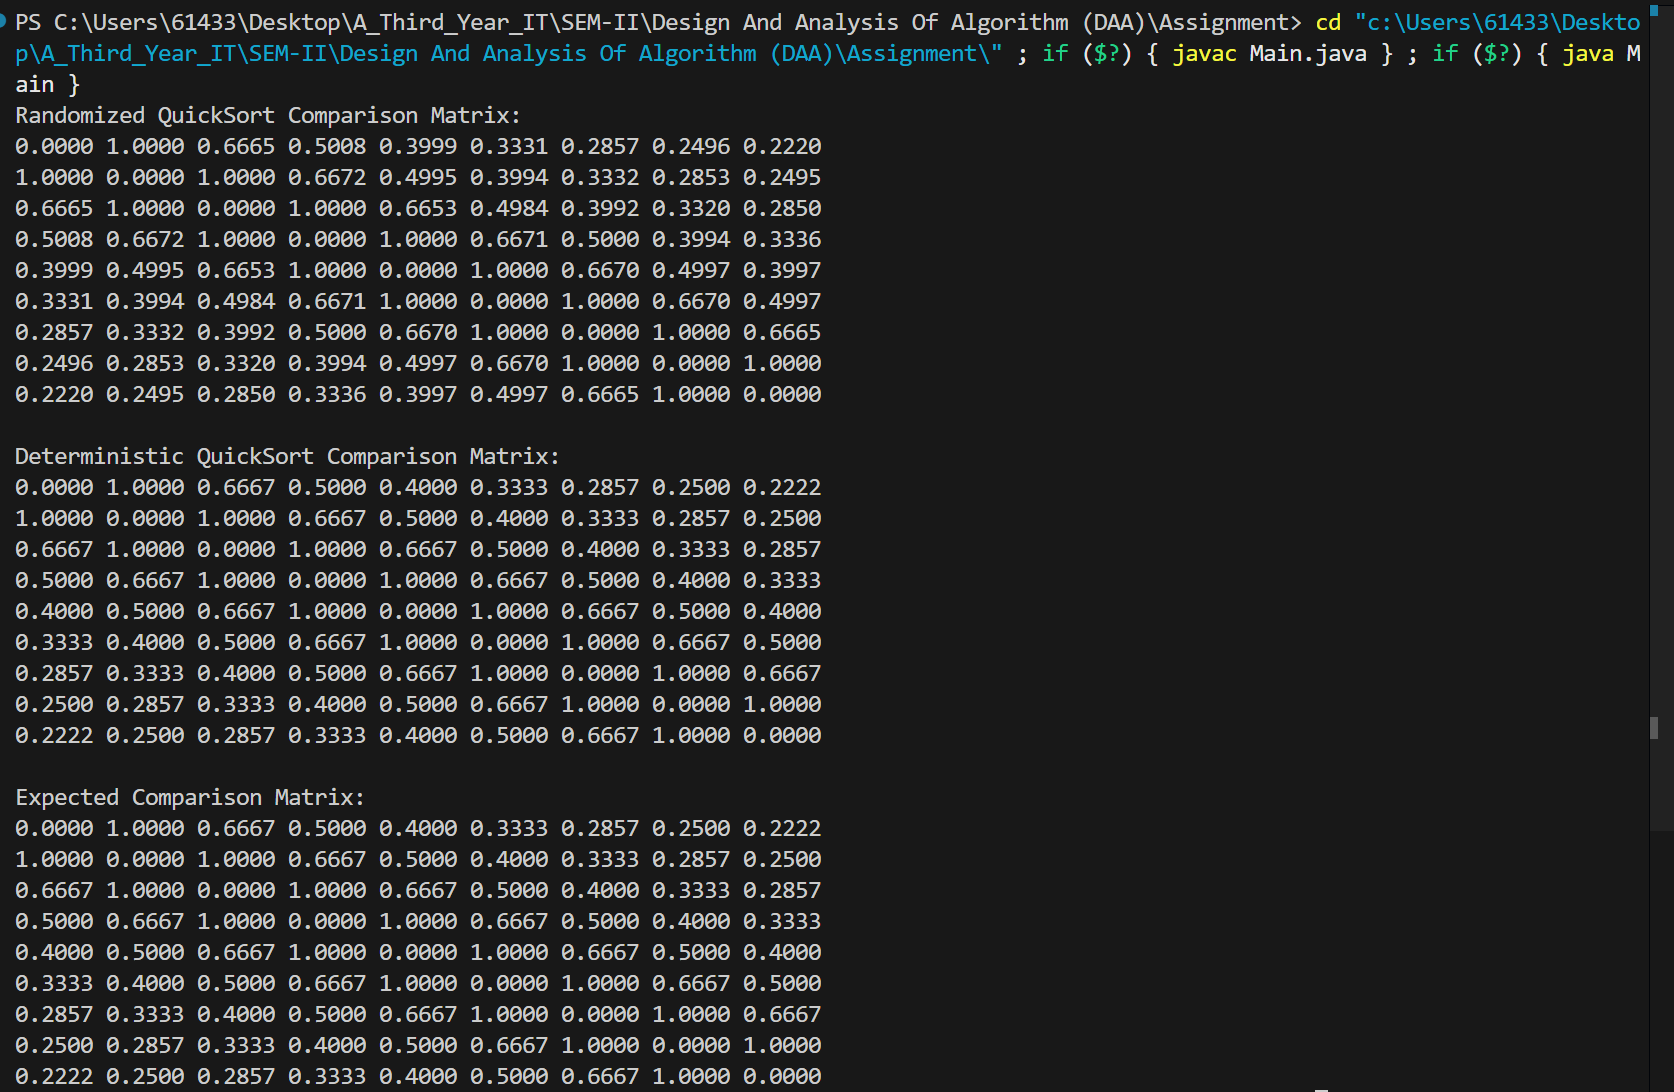 PS C:\Users\61433\Desktop\A_Third_Year_IT\SEM-II\Design And Analysis Of Algorithm (DAA)\Assignment> cd "c:\Users\61433\Deskto
p\A_Third_Year_IT\SEM-II\Design And Analysis Of Algorithm (DAA)\Assignment\" ; if ($?) { javac Main.java } ; if ($?) { java M
ain }
Randomized QuickSort Comparison Matrix:
0.0000 1.0000 0.6665 0.5008 0.3999 0.3331 0.2857 0.2496 0.2220
1.0000 0.0000 1.0000 0.6672 0.4995 0.3994 0.3332 0.2853 0.2495
0.6665 1.0000 0.0000 1.0000 0.6653 0.4984 0.3992 0.3320 0.2850
0.5008 0.6672 1.0000 0.0000 1.0000 0.6671 0.5000 0.3994 0.3336
0.3999 0.4995 0.6653 1.0000 0.0000 1.0000 0.6670 0.4997 0.3997
0.3331 0.3994 0.4984 0.6671 1.0000 0.0000 1.0000 0.6670 0.4997
0.2857 0.3332 0.3992 0.5000 0.6670 1.0000 0.0000 1.0000 0.6665
0.2496 0.2853 0.3320 0.3994 0.4997 0.6670 1.0000 0.0000 1.0000
0.2220 0.2495 0.2850 0.3336 0.3997 0.4997 0.6665 1.0000 0.0000

Deterministic QuickSort Comparison Matrix:
0.0000 1.0000 0.6667 0.5000 0.4000 0.3333 0.2857 0.2500 0.2222
1.0000 0.0000 1.0000 0.6667 0.5000 0.4000 0.3333 0.2857 0.2500
0.6667 1.0000 0.0000 1.0000 0.6667 0.5000 0.4000 0.3333 0.2857
0.5000 0.6667 1.0000 0.0000 1.0000 0.6667 0.5000 0.4000 0.3333
0.4000 0.5000 0.6667 1.0000 0.0000 1.0000 0.6667 0.5000 0.4000
0.3333 0.4000 0.5000 0.6667 1.0000 0.0000 1.0000 0.6667 0.5000
0.2857 0.3333 0.4000 0.5000 0.6667 1.0000 0.0000 1.0000 0.6667
0.2500 0.2857 0.3333 0.4000 0.5000 0.6667 1.0000 0.0000 1.0000
0.2222 0.2500 0.2857 0.3333 0.4000 0.5000 0.6667 1.0000 0.0000

Expected Comparison Matrix:
0.0000 1.0000 0.6667 0.5000 0.4000 0.3333 0.2857 0.2500 0.2222
1.0000 0.0000 1.0000 0.6667 0.5000 0.4000 0.3333 0.2857 0.2500
0.6667 1.0000 0.0000 1.0000 0.6667 0.5000 0.4000 0.3333 0.2857
0.5000 0.6667 1.0000 0.0000 1.0000 0.6667 0.5000 0.4000 0.3333
0.4000 0.5000 0.6667 1.0000 0.0000 1.0000 0.6667 0.5000 0.4000
0.3333 0.4000 0.5000 0.6667 1.0000 0.0000 1.0000 0.6667 0.5000
0.2857 0.3333 0.4000 0.5000 0.6667 1.0000 0.0000 1.0000 0.6667
0.2500 0.2857 0.3333 0.4000 0.5000 0.6667 1.0000 0.0000 1.0000
0.2222 0.2500 0.2857 0.3333 0.4000 0.5000 0.6667 1.0000 0.0000